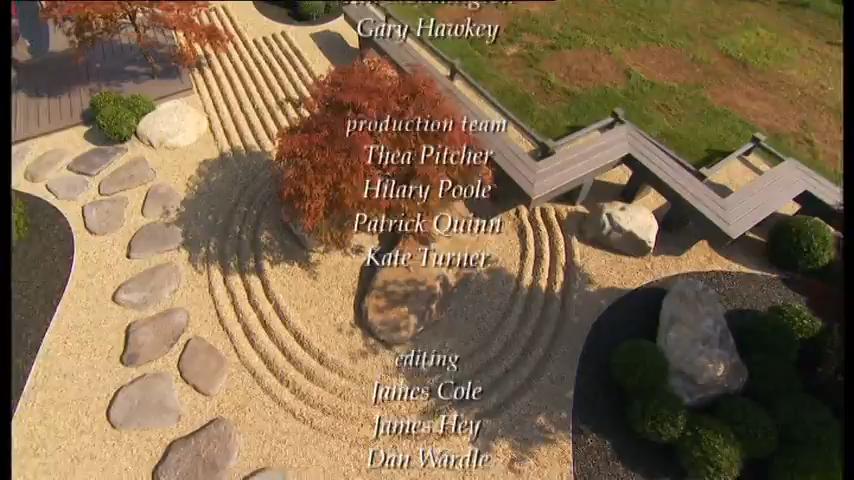 Gary Hawkey
production team
Thea Pitcher
Hilary Poole
Patrick Quinn
Kate Turner
editing
James Cole
James Hey
Dan Wardle